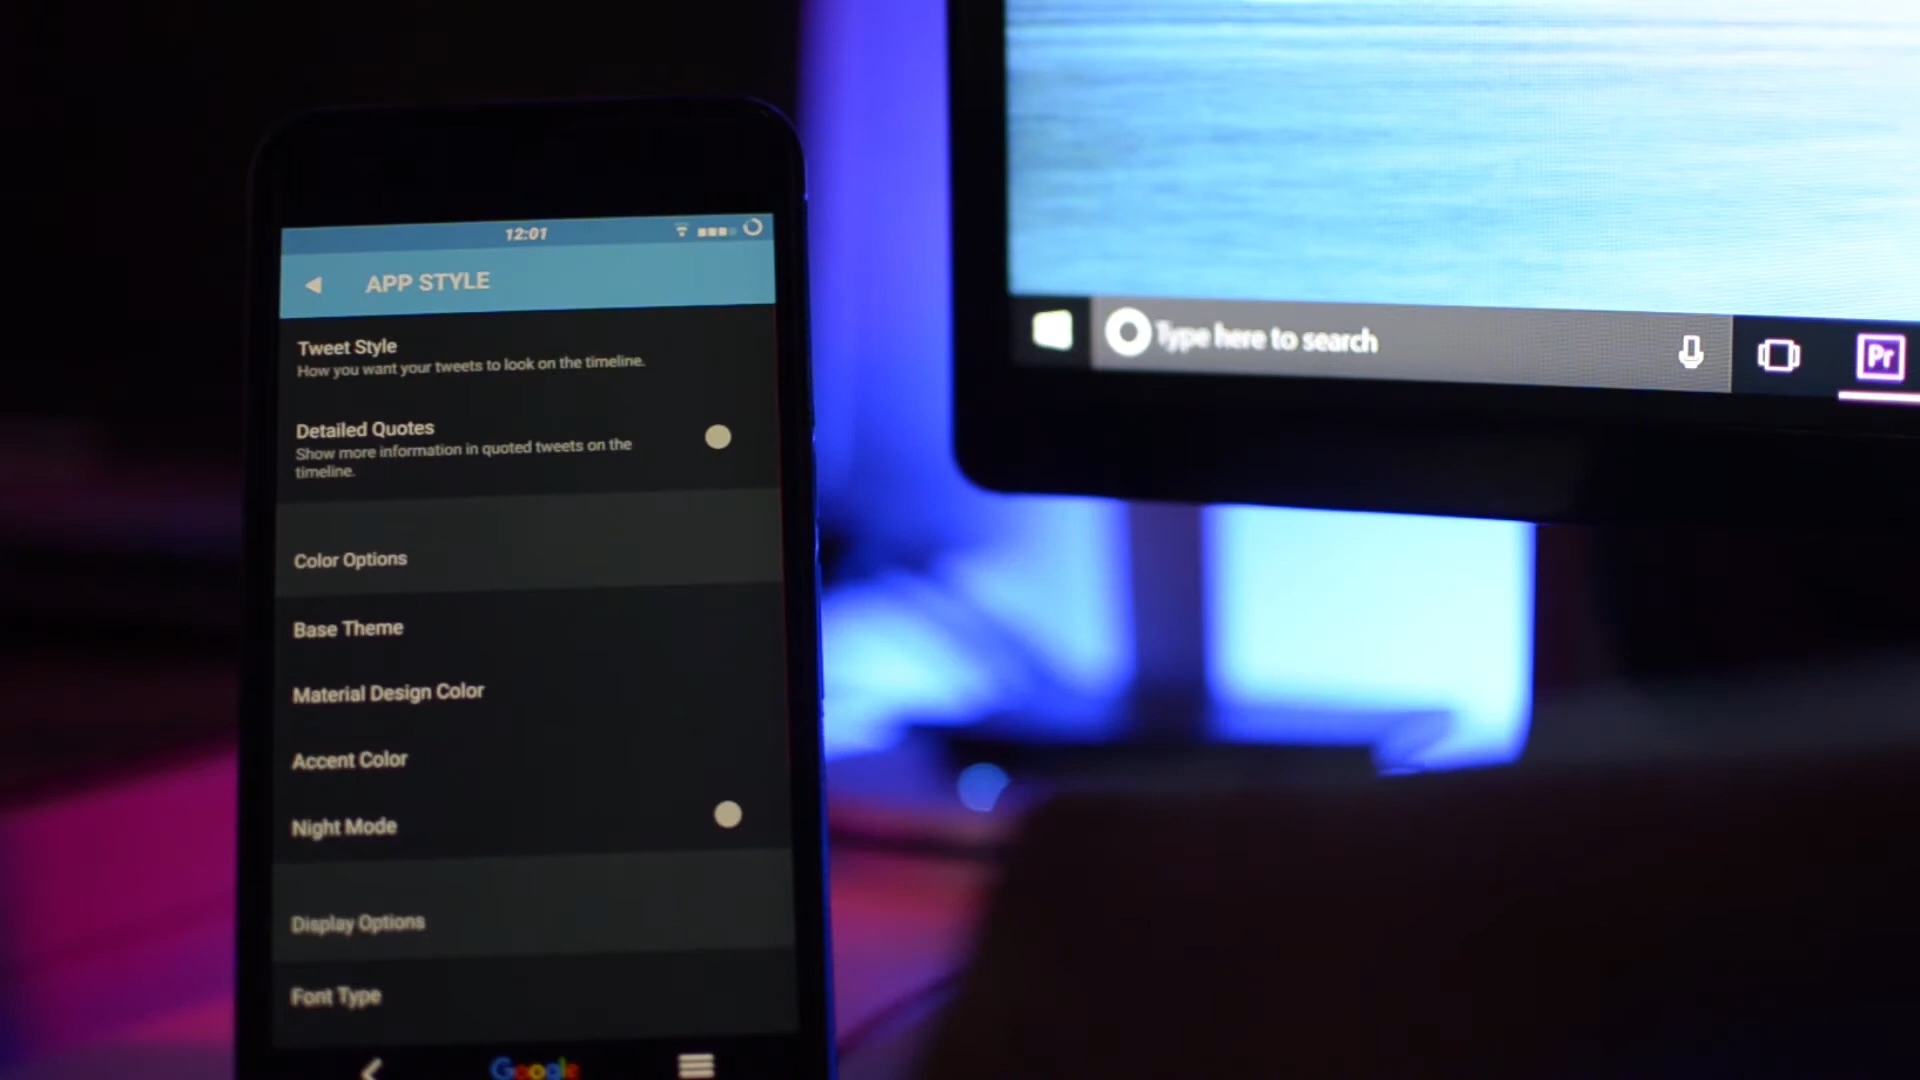 12:01
APP STYLE
Tweet Style
How you want your tweets to look on the timeline.
Detailed Quotes
Show more information in quoted tweets on the
timeline.
Color Options
Base Theme
Material Design Color
Accent Color
Night Mode
Display Options
Font Type
Google
Type here to search
Pr